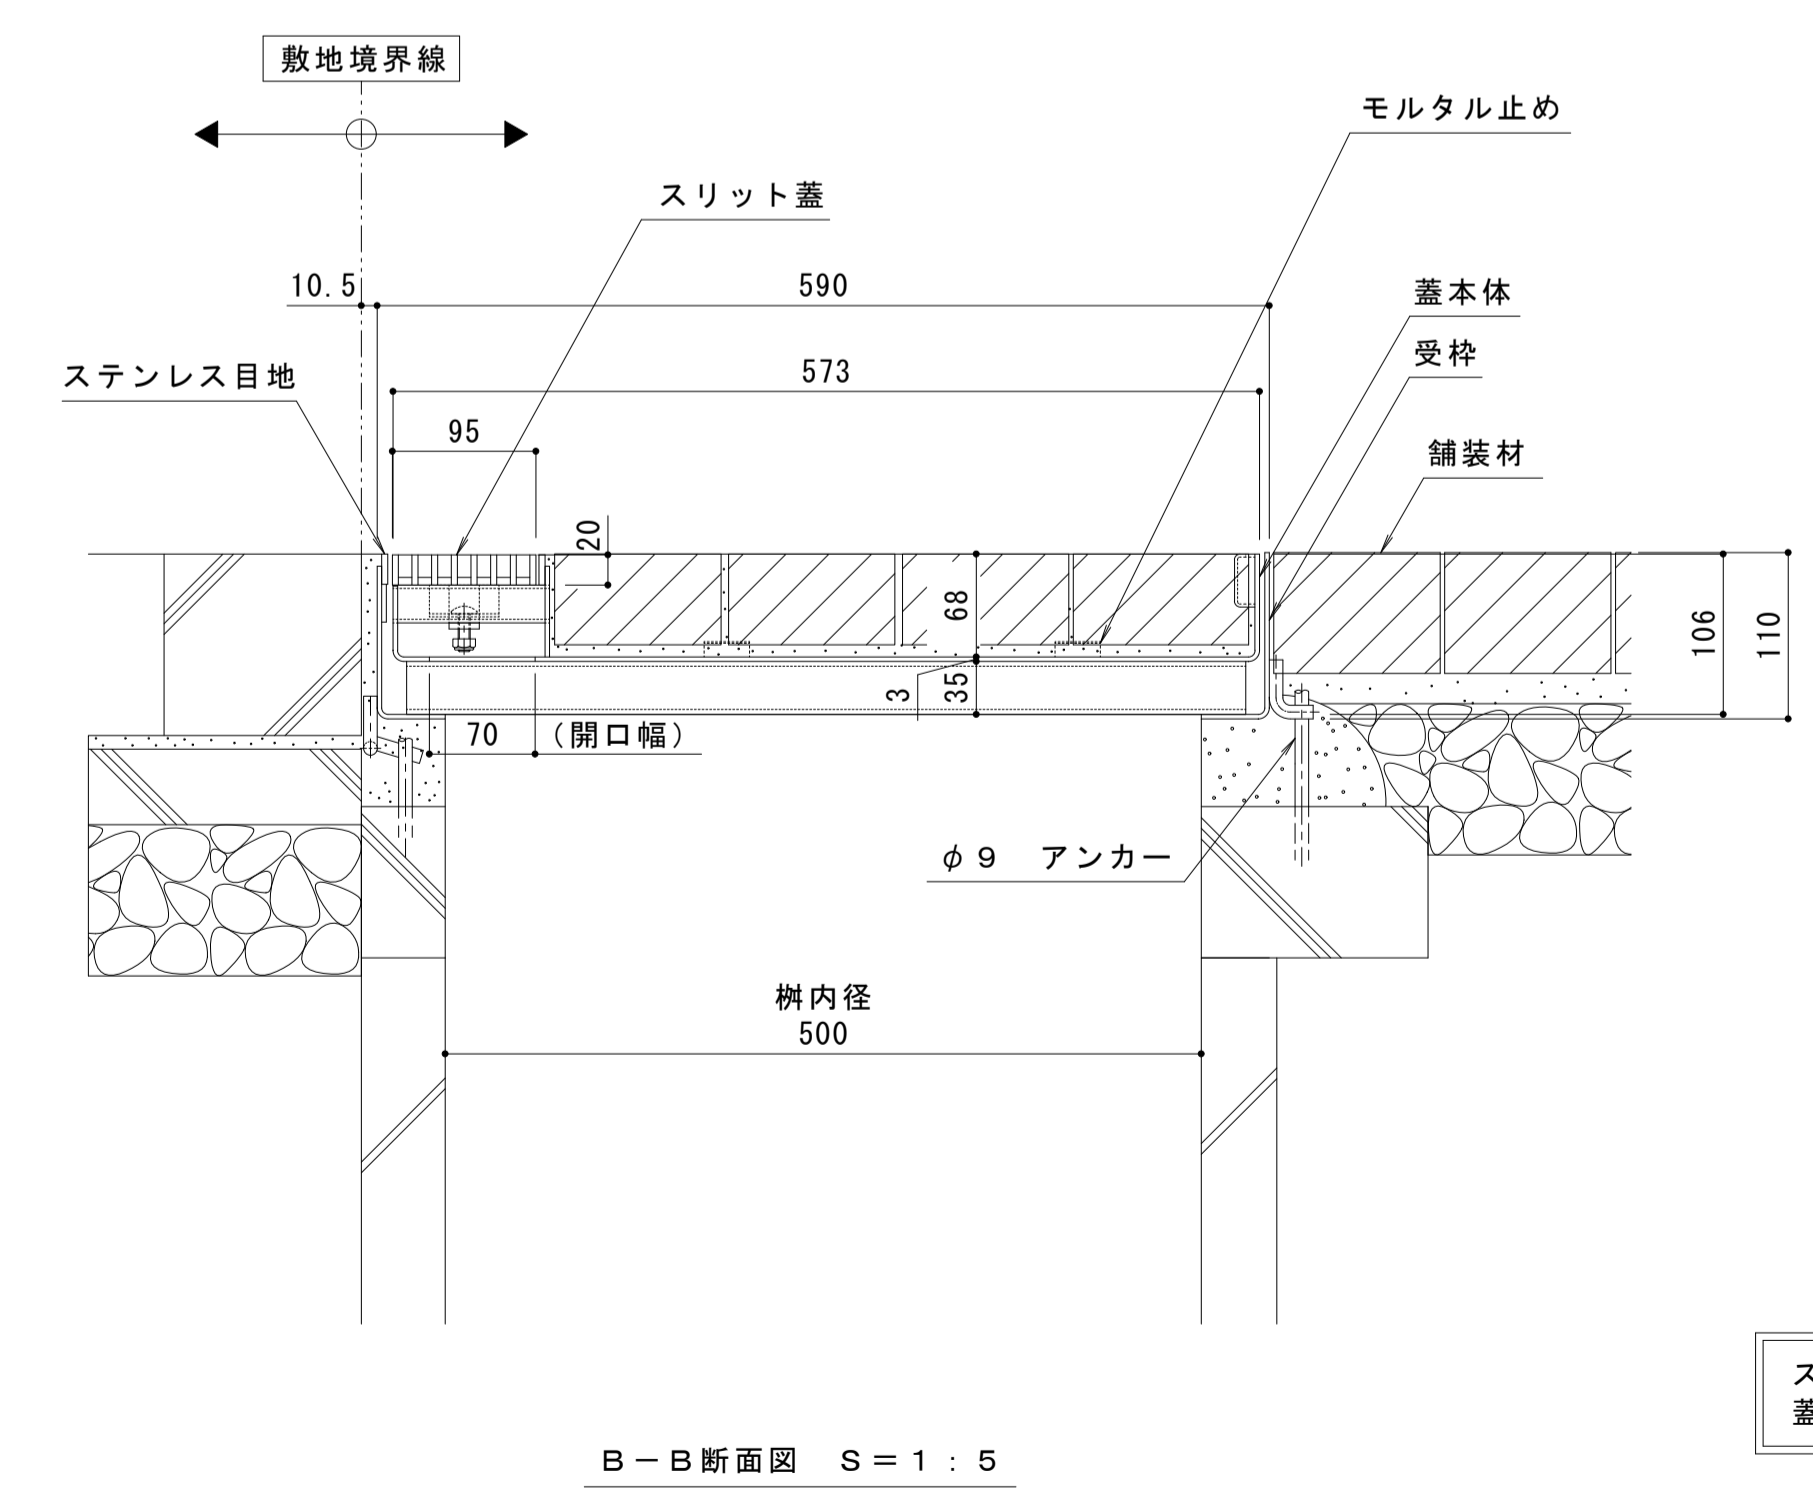 敷地境界線
モルタル止め
スリット蓋
10.5
590
蓋本体
受枠
573
ステンレス目地
95
舗装材
20
68
106
110
3
35
70 (開口幅)
φ9 アンカー
桝内径
500
ス
蓋
B-B断面図 S=1:5